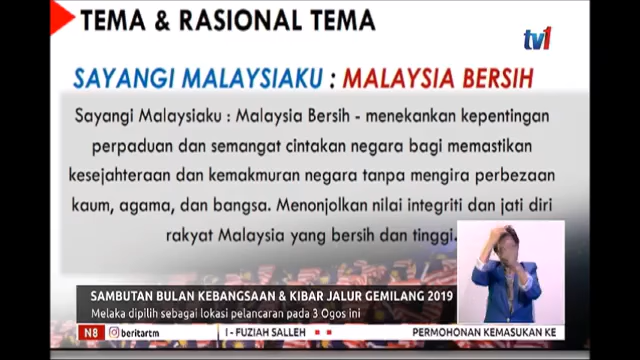 TEMA & RASIONAL TEMA
tv1
SAYANGI MALAYSIAKU : MALAYSIA BERSIH
Sayangi Malaysiaku : Malaysia Bersih - menekankan kepentingan
perpaduan dan semangat cintakan negara bagi memastikan
kesejahteraan dan kemakmuran negara tanpa mengira perbezaan
kaum, agama, dan bangsa. Menonjolkan nilai integriti dan jati diri
rakyat Malaysia yang bersih dan tinggi.
SAMBUTAN BULAN KEBANGSAAN & KIBAR JALUR GEMILANG 2019
Melaka dipilih sebagai lokasi pelancaran pada 3 Ogos ini
N8 beritartm I - FUZIAH SALLEH PERMOHONAN KEMASUKAN KE